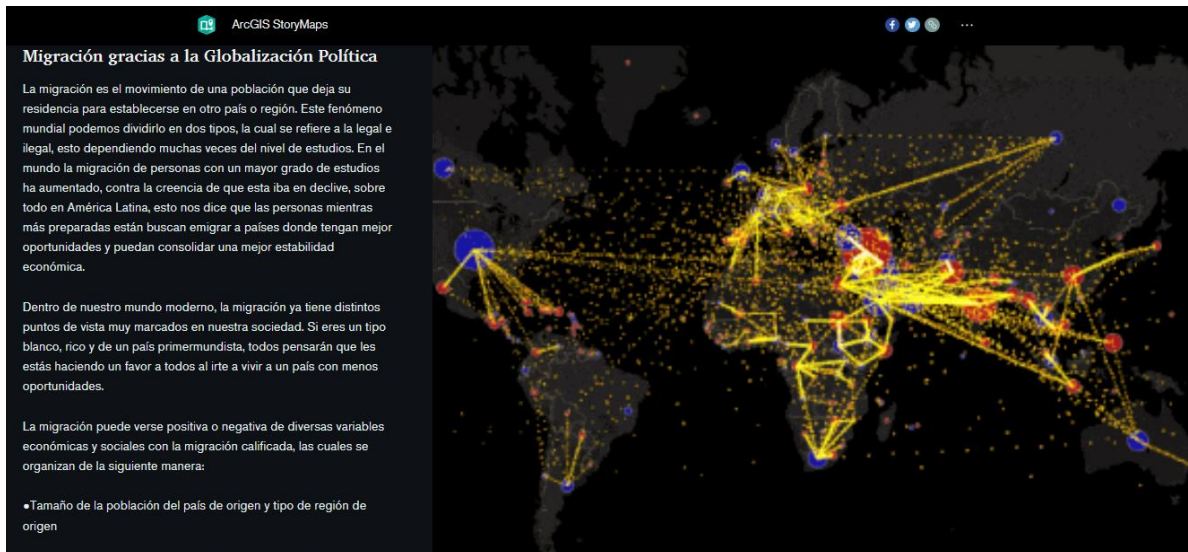 ArcGIS StoryMaps
Migración gracias a la Globalización Política
La migración es el movimiento de una población que deja su
residencia para establecerse en otro país o región. Este fenómeno
mundial podemos dividirlo en dos tipos, la cual se refiere a la legal e
ilegal, esto dependiendo muchas veces del nivel de estudios. En el
mundo la migración de personas con un mayor grado de estudios
ha aumentado, contra la creencia de que esta iba en declive, sobre
todo en América Latina, esto nos dice que las personas mientras
más preparadas están buscan emigrar a países donde tengan mejor
oportunidades y puedan consolidar una mejor estabilidad
económica.
Dentro de nuestro mundo moderno, la migración ya tiene distintos
puntos de vista muy marcados en nuestra sociedad. Si eres un tipo
blanco, rico y de un país primermundista, todos pensarán que les
estás haciendo un favor a todos al irte a vivir a un país con menos
oportunidades.
La migración puede verse positiva o negativa de diversas variables
económicas y sociales con la migración calificada, las cuales se
organizan de la siguiente manera:
●Tamaño de la población del país de origen y tipo de región de
origen